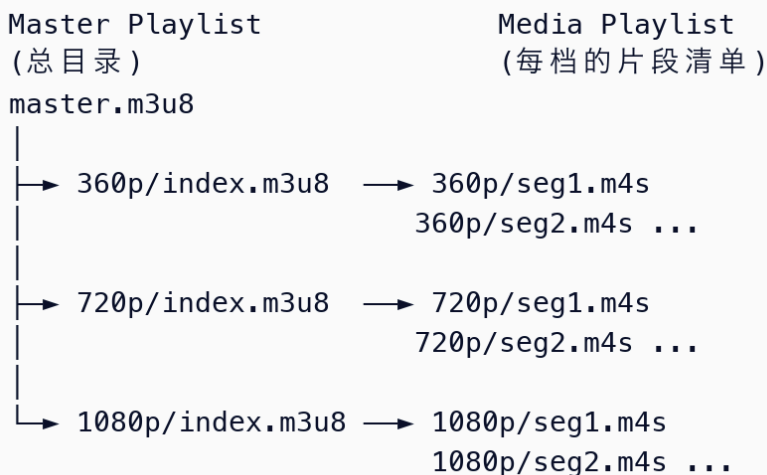 Master Playlist                Media Playlist
(总目录)                       (每档的片段清单)
master.m3u8
│
├─► 360p/index.m3u8  ──► 360p/seg1.m4s
│                        360p/seg2.m4s ...
│
├─► 720p/index.m3u8  ──► 720p/seg1.m4s
│                        720p/seg2.m4s ...
│
└─► 1080p/index.m3u8 ──► 1080p/seg1.m4s
                         1080p/seg2.m4s ...